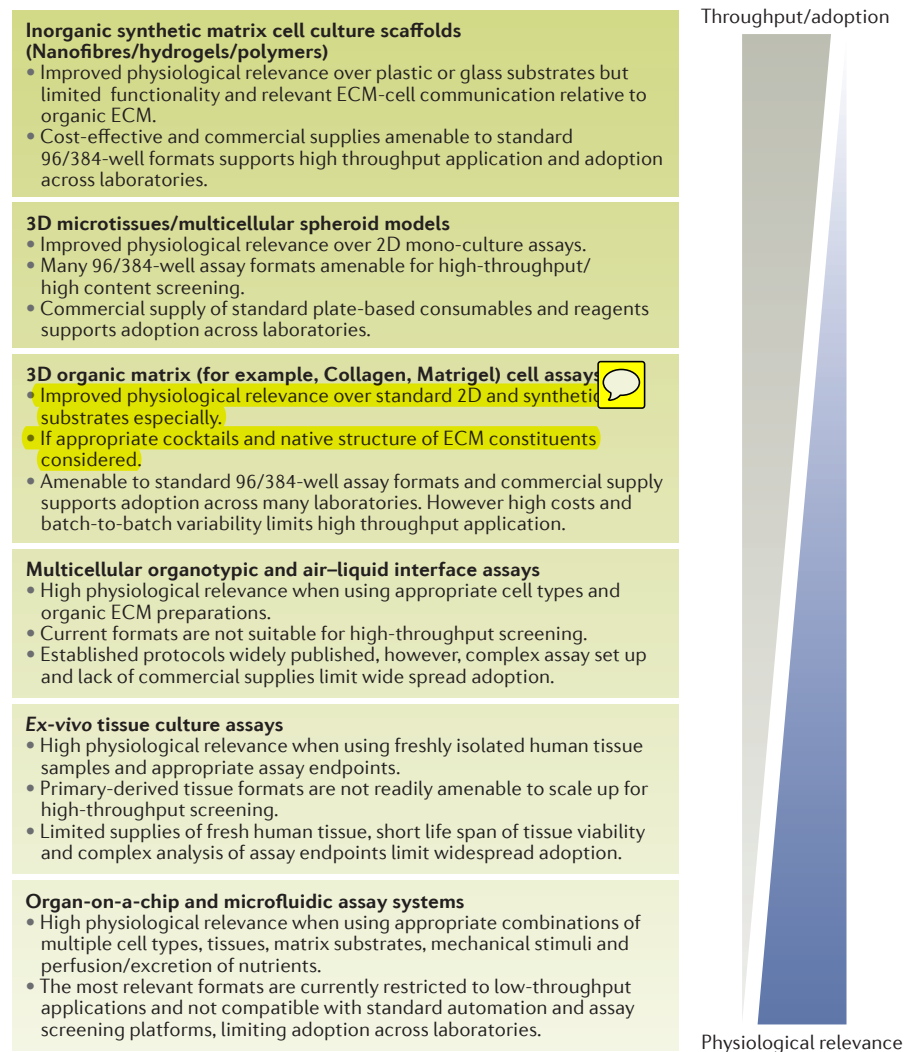 Throughput/adoption
Inorganic synthetic matrix cell culture scaffolds
(Nanofibres/hydrogels/polymers)
• Improved physiological relevance over plastic or glass substrates but
limited functionality and relevant ECM-cell communication relative to
organic ECM.
• Cost-effective and commercial supplies amenable to standard
96/384-well formats supports high throughput application and adoption
across laboratories.
3D microtissues/multicellular spheroid models
• Improved physiological relevance over 2D mono-culture assays.
• Many 96/384-well assay formats amenable for high-throughput/
high content screening.
• Commercial supply of standard plate-based consumables and reagents
supports adoption across laboratories.
3D organic matrix (for example, Collagen, Matrigel) cell assays
• Improved physiological relevance over standard 2D and synthetic
substrates especially.
• If appropriate cocktails and native structure of ECM constituents
considered.
• Amenable to standard 96/384-well assay formats and commercial supply
supports adoption across many laboratories. However high costs and
batch-to-batch variability limits high throughput application.
Multicellular organotypic and air–liquid interface assays
• High physiological relevance when using appropriate cell types and
organic ECM preparations.
• Current formats are not suitable for high-throughput screening.
• Established protocols widely published, however, complex assay set up
and lack of commercial supplies limit wide spread adoption.
Ex-vivo tissue culture assays
• High physiological relevance when using freshly isolated human tissue
samples and appropriate assay endpoints.
• Primary-derived tissue formats are not readily amenable to scale up for
high-throughput screening.
• Limited supplies of fresh human tissue, short life span of tissue viability
and complex analysis of assay endpoints limit widespread adoption.
Organ-on-a-chip and microfluidic assay systems
• High physiological relevance when using appropriate combinations of
multiple cell types, tissues, matrix substrates, mechanical stimuli and
perfusion/excretion of nutrients.
• The most relevant formats are currently restricted to low-throughput
applications and not compatible with standard automation and assay
screening platforms, limiting adoption across laboratories.
Physiological relevance